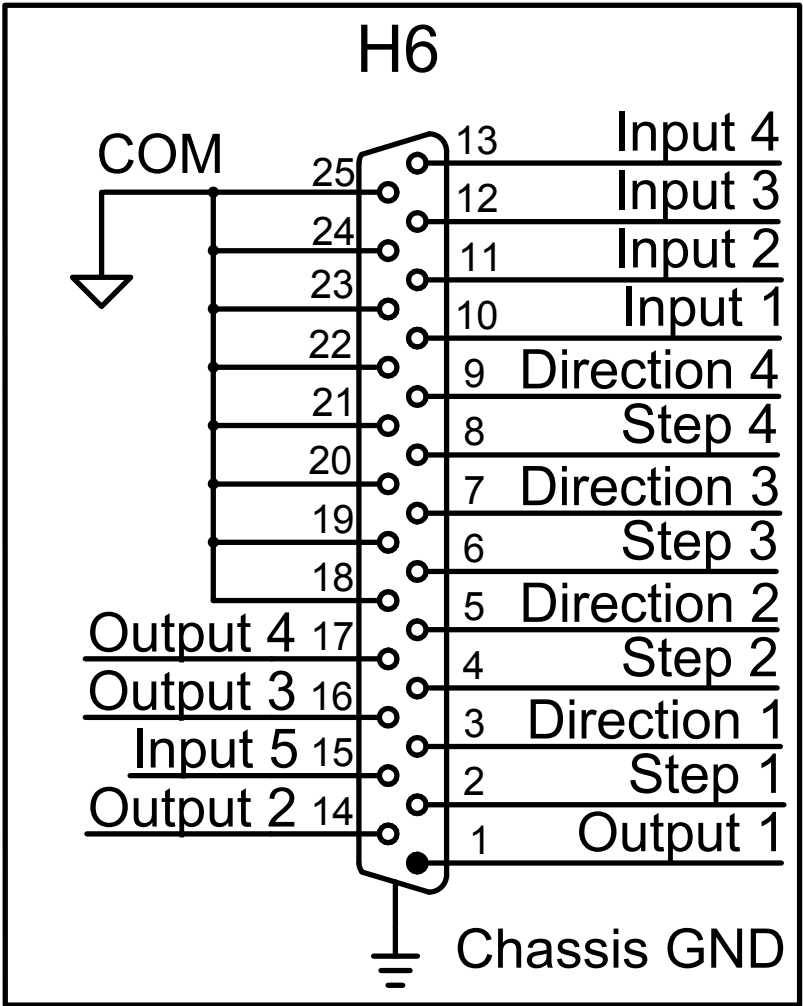 H6
COM
25
24
23
22
21
20
19
18
Output 4 17
Output 3 16
Input 5 15
Output 2 14
13 Input 4
12 Input 3
11 Input 2
10 Input 1
9 Direction 4
8 Step 4
7 Direction 3
6 Step 3
5 Direction 2
4 Step 2
3 Direction 1
2 Step 1
1 Output 1
Chassis GND